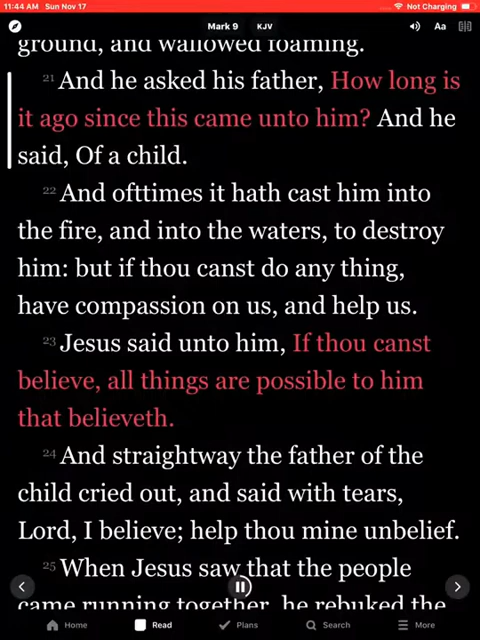 11:44 AM Sun Nov 17
Not Charging
Mark 9 KJV
Aa
ground, and wallowed foaming.
21 And he asked his father, How long is
it ago since this came unto him? And he
said, Of a child.
22 And ofttimes it hath cast him into
the fire, and into the waters, to destroy
him: but if thou canst do any thing,
have compassion on us, and help us.
23 Jesus said unto him, If thou canst
believe, all things are possible to him
that believeth.
24 And straightway the father of the
child cried out, and said with tears,
Lord, I believe; help thou mine unbelief.
25 When Jesus saw that the people
came running together, he rebuked the
Home Read Plans Search More